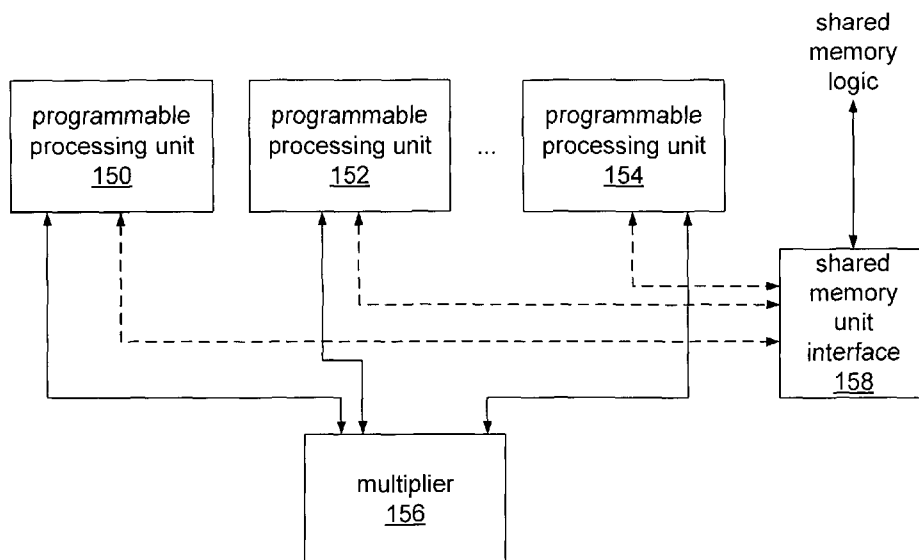 shared
memory
logic
programmable
processing unit
150
programmable
processing unit
152
...
programmable
processing unit
154
shared
memory
unit
interface
158
multiplier
156